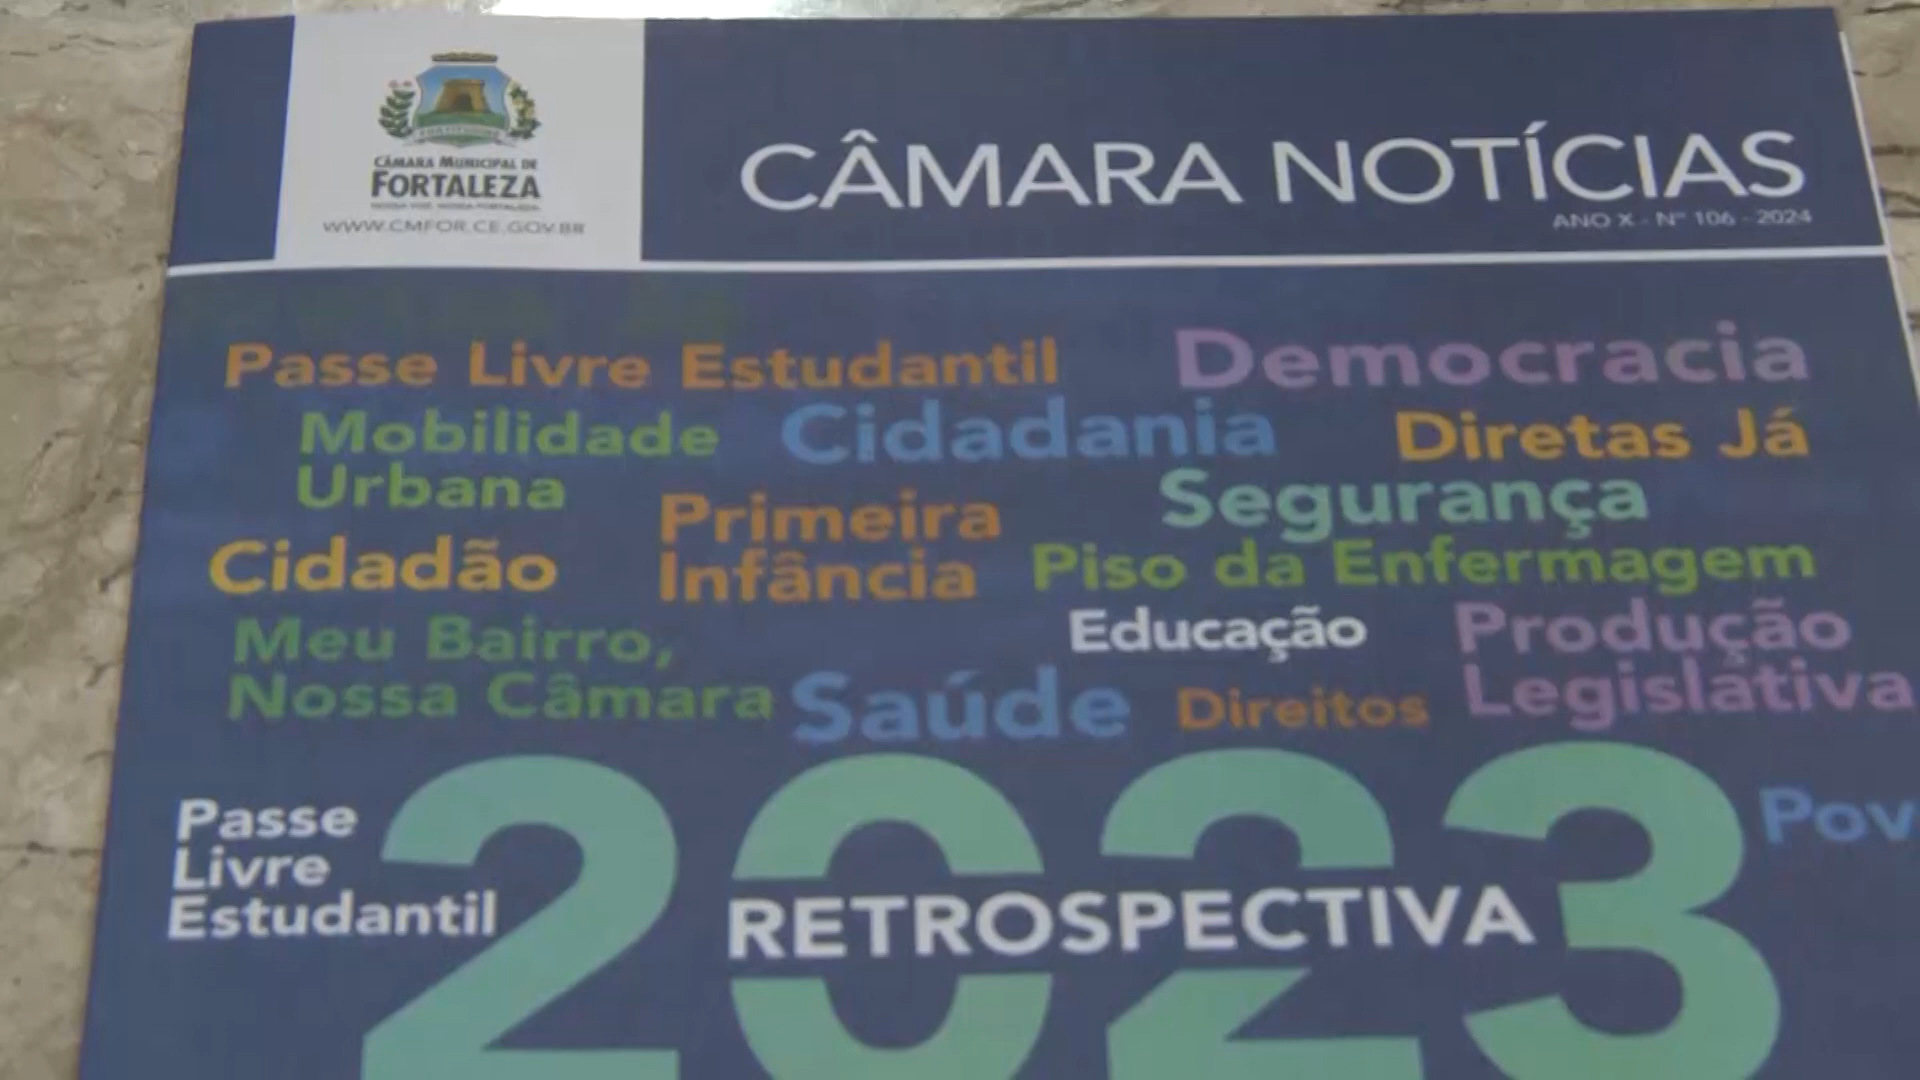 CÂMARA MUNICIPAL DE
FORTALEZA
WWW.CMFOR.CE.GOV.BR
CÂMARA NOTÍCIAS
ANO X - Nº 106 - 2024
Passe Livre Estudantil
Democracia
Mobilidade
Urbana
Cidadania
Diretas Já
Segurança
Primeira
Infância
Cidadão
Piso da Enfermagem
Meu Bairro,
Nossa Câmara
Educação
Produção
Legislativa
Saúde
Direitos
Passe
Livre
Estudantil
2023
RETROSPECTIVA
Pov